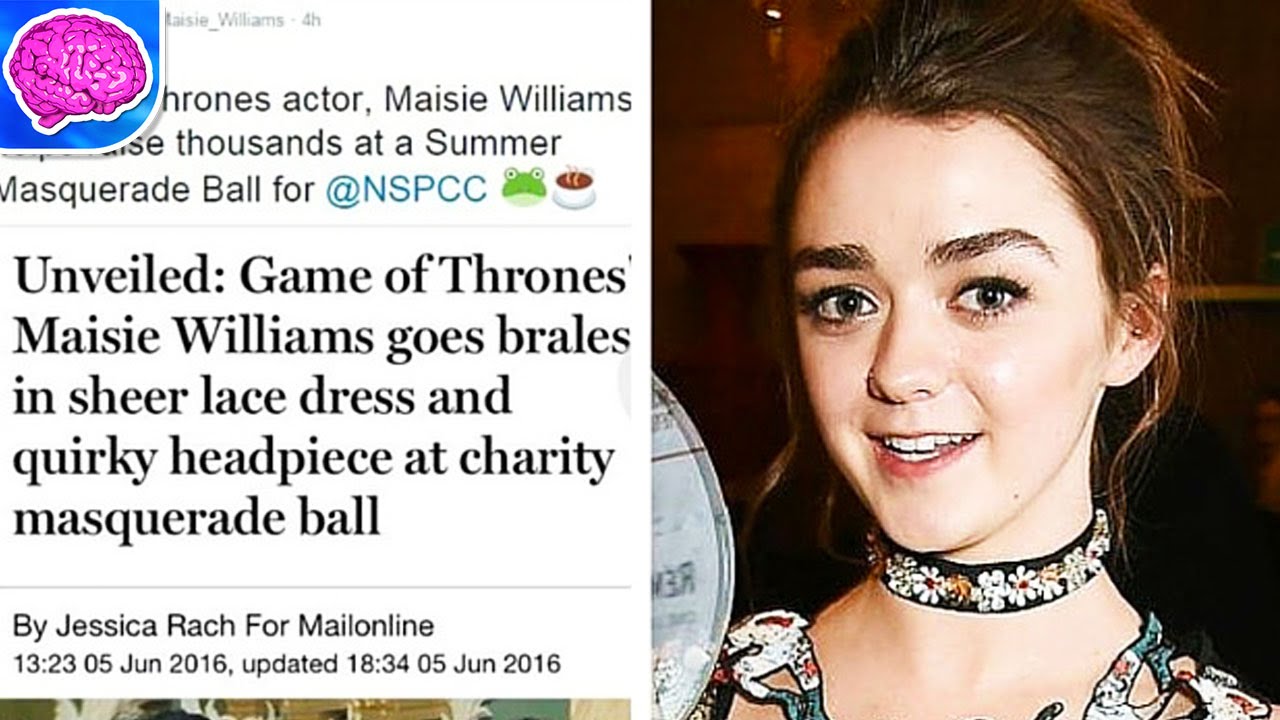 Maisie_Williams · 4h
Thrones actor, Maisie Williams
raise thousands at a Summer
Masquerade Ball for @NSPCC 🐸☕
Unveiled: Game of Thrones'
Maisie Williams goes brales
in sheer lace dress and
quirky headpiece at charity
masquerade ball
By Jessica Rach For Mailonline
13:23 05 Jun 2016, updated 18:34 05 Jun 2016